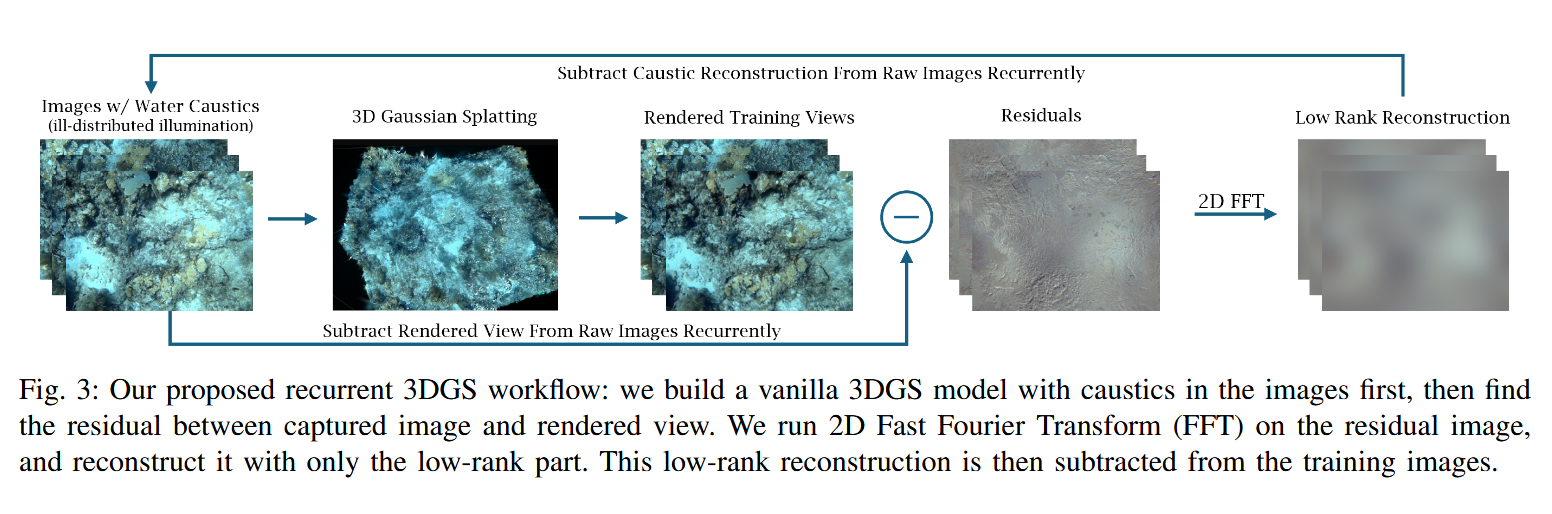 Subtract Caustic Reconstruction From Raw Images Recurrently
Images w/ Water Caustics
(ill-distributed illumination)
3D Gaussian Splatting
Rendered Training Views
Residuals
Low Rank Reconstruction
2D FFT
Subtract Rendered View From Raw Images Recurrently
Fig. 3: Our proposed recurrent 3DGS workflow: we build a vanilla 3DGS model with caustics in the images first, then find
the residual between captured image and rendered view. We run 2D Fast Fourier Transform (FFT) on the residual image,
and reconstruct it with only the low-rank part. This low-rank reconstruction is then subtracted from the training images.